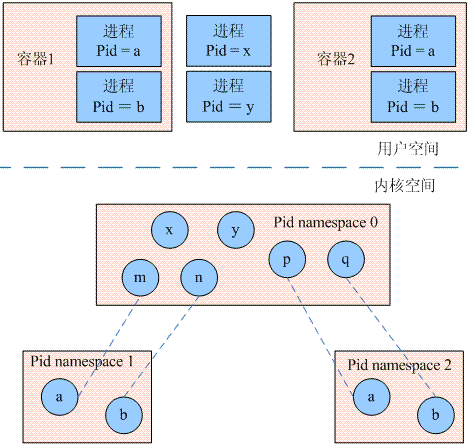 容器1
进程
Pid = a
进程
Pid = b
进程
Pid = x
进程
Pid = y
容器2
进程
Pid = a
进程
Pid = b
用户空间
内核空间
Pid namespace 0
x
y
p
q
m
n
Pid namespace 1
a
b
Pid namespace 2
a
b